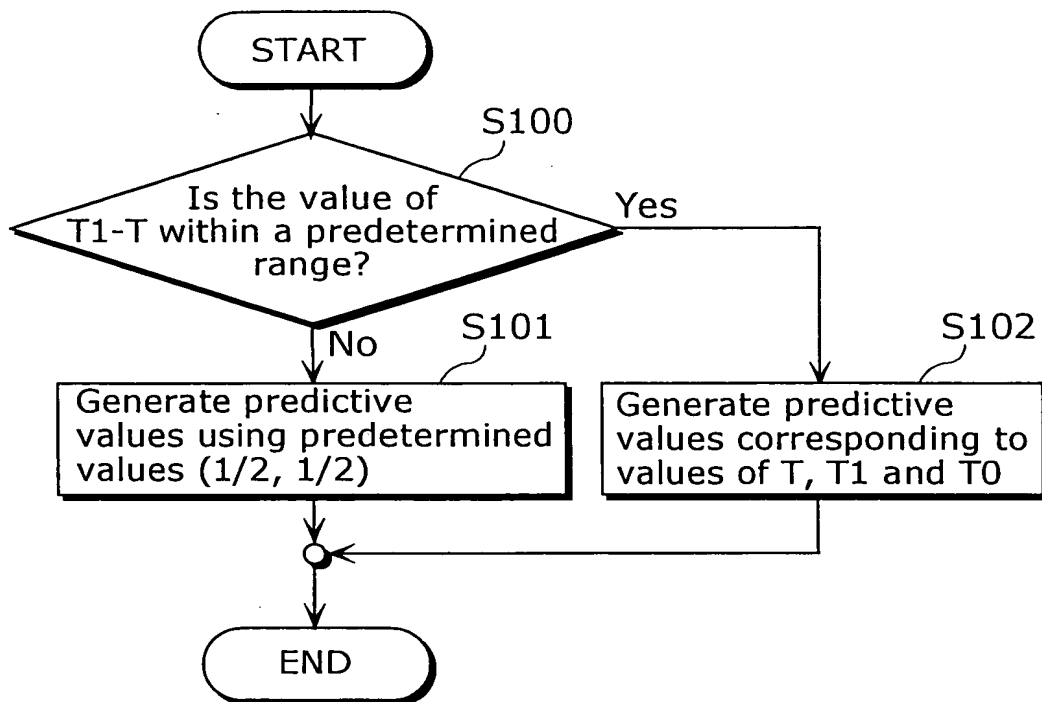 START
S100
Is the value of
T1-T within a predetermined
range?
Yes
No
S101
Generate predictive
values using predetermined
values (1/2, 1/2)
S102
Generate predictive
values corresponding to
values of T, T1 and T0
END